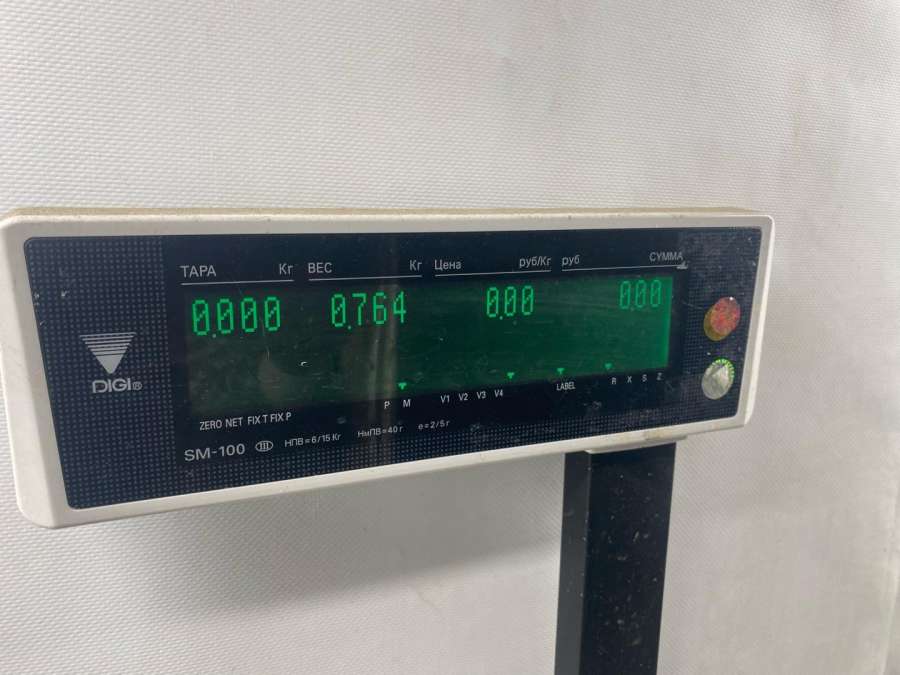 ТАРА Кг ВЕС Кг Цена руб/Кг руб СУММА
0.000 0.764 0.00 0.00
DIGI®
P M V1 V2 V3 V4 LABEL R X S Z
ZERO NET FIX.T FIX P
SM-100 III НПВ=6/15 Кг НмПВ=40 г e=2/5 г